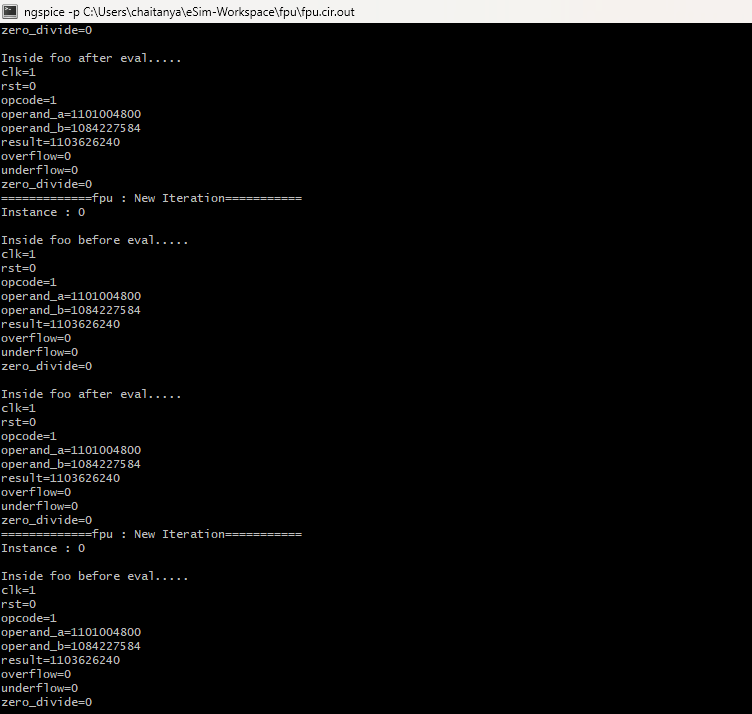 ngspice -p C:\Users\chaitanya\eSim-Workspace\fpu\fpu.cir.out
zero_divide=0
Inside foo after eval.....
clk=1
rst=0
opcode=1
operand_a=1101004800
operand_b=1084227584
result=1103626240
overflow=0
underflow=0
zero_divide=0
=============fpu : New Iteration===========
Instance : 0
Inside foo before eval.....
clk=1
rst=0
opcode=1
operand_a=1101004800
operand_b=1084227584
result=1103626240
overflow=0
underflow=0
zero_divide=0
Inside foo after eval.....
clk=1
rst=0
opcode=1
operand_a=1101004800
operand_b=1084227584
result=1103626240
overflow=0
underflow=0
zero_divide=0
=============fpu : New Iteration===========
Instance : 0
Inside foo before eval.....
clk=1
rst=0
opcode=1
operand_a=1101004800
operand_b=1084227584
result=1103626240
overflow=0
underflow=0
zero_divide=0